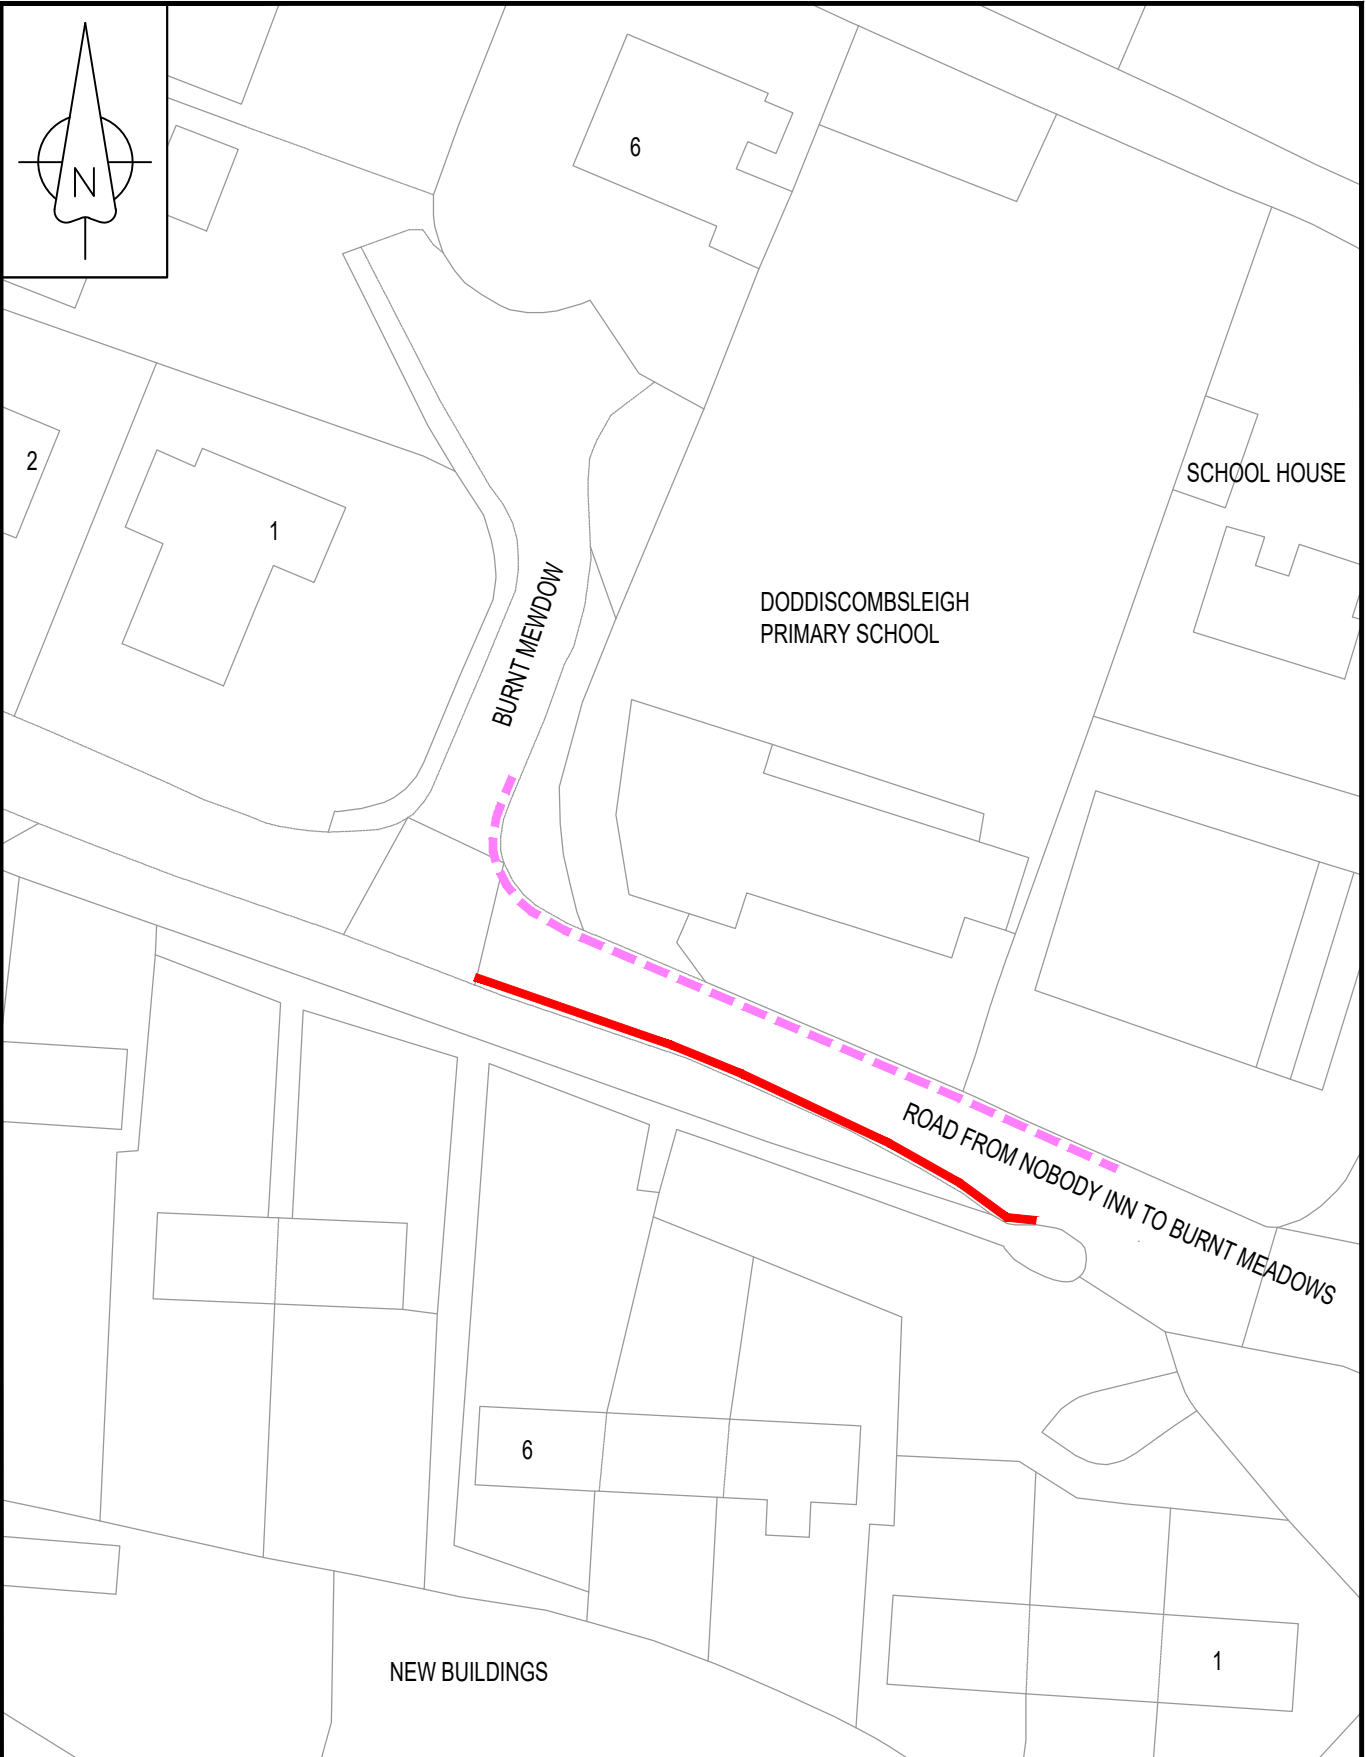 N
6
2
SCHOOL HOUSE
1
DODDISCOMBSLEIGH
PRIMARY SCHOOL
BURNT MEWDOW
ROAD FROM NOBODY INN TO BURNT MEADOWS
6
1
NEW BUILDINGS